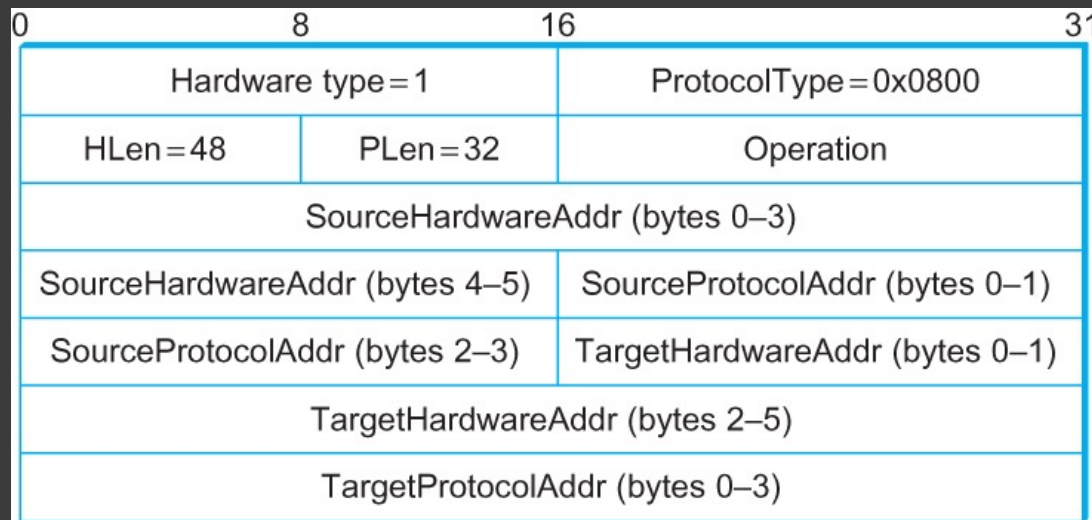 0 8 16 31
Hardware type=1 ProtocolType=0x0800
HLen=48 PLen=32 Operation
SourceHardwareAddr (bytes 0–3)
SourceHardwareAddr (bytes 4–5) SourceProtocolAddr (bytes 0–1)
SourceProtocolAddr (bytes 2–3) TargetHardwareAddr (bytes 0–1)
TargetHardwareAddr (bytes 2–5)
TargetProtocolAddr (bytes 0–3)